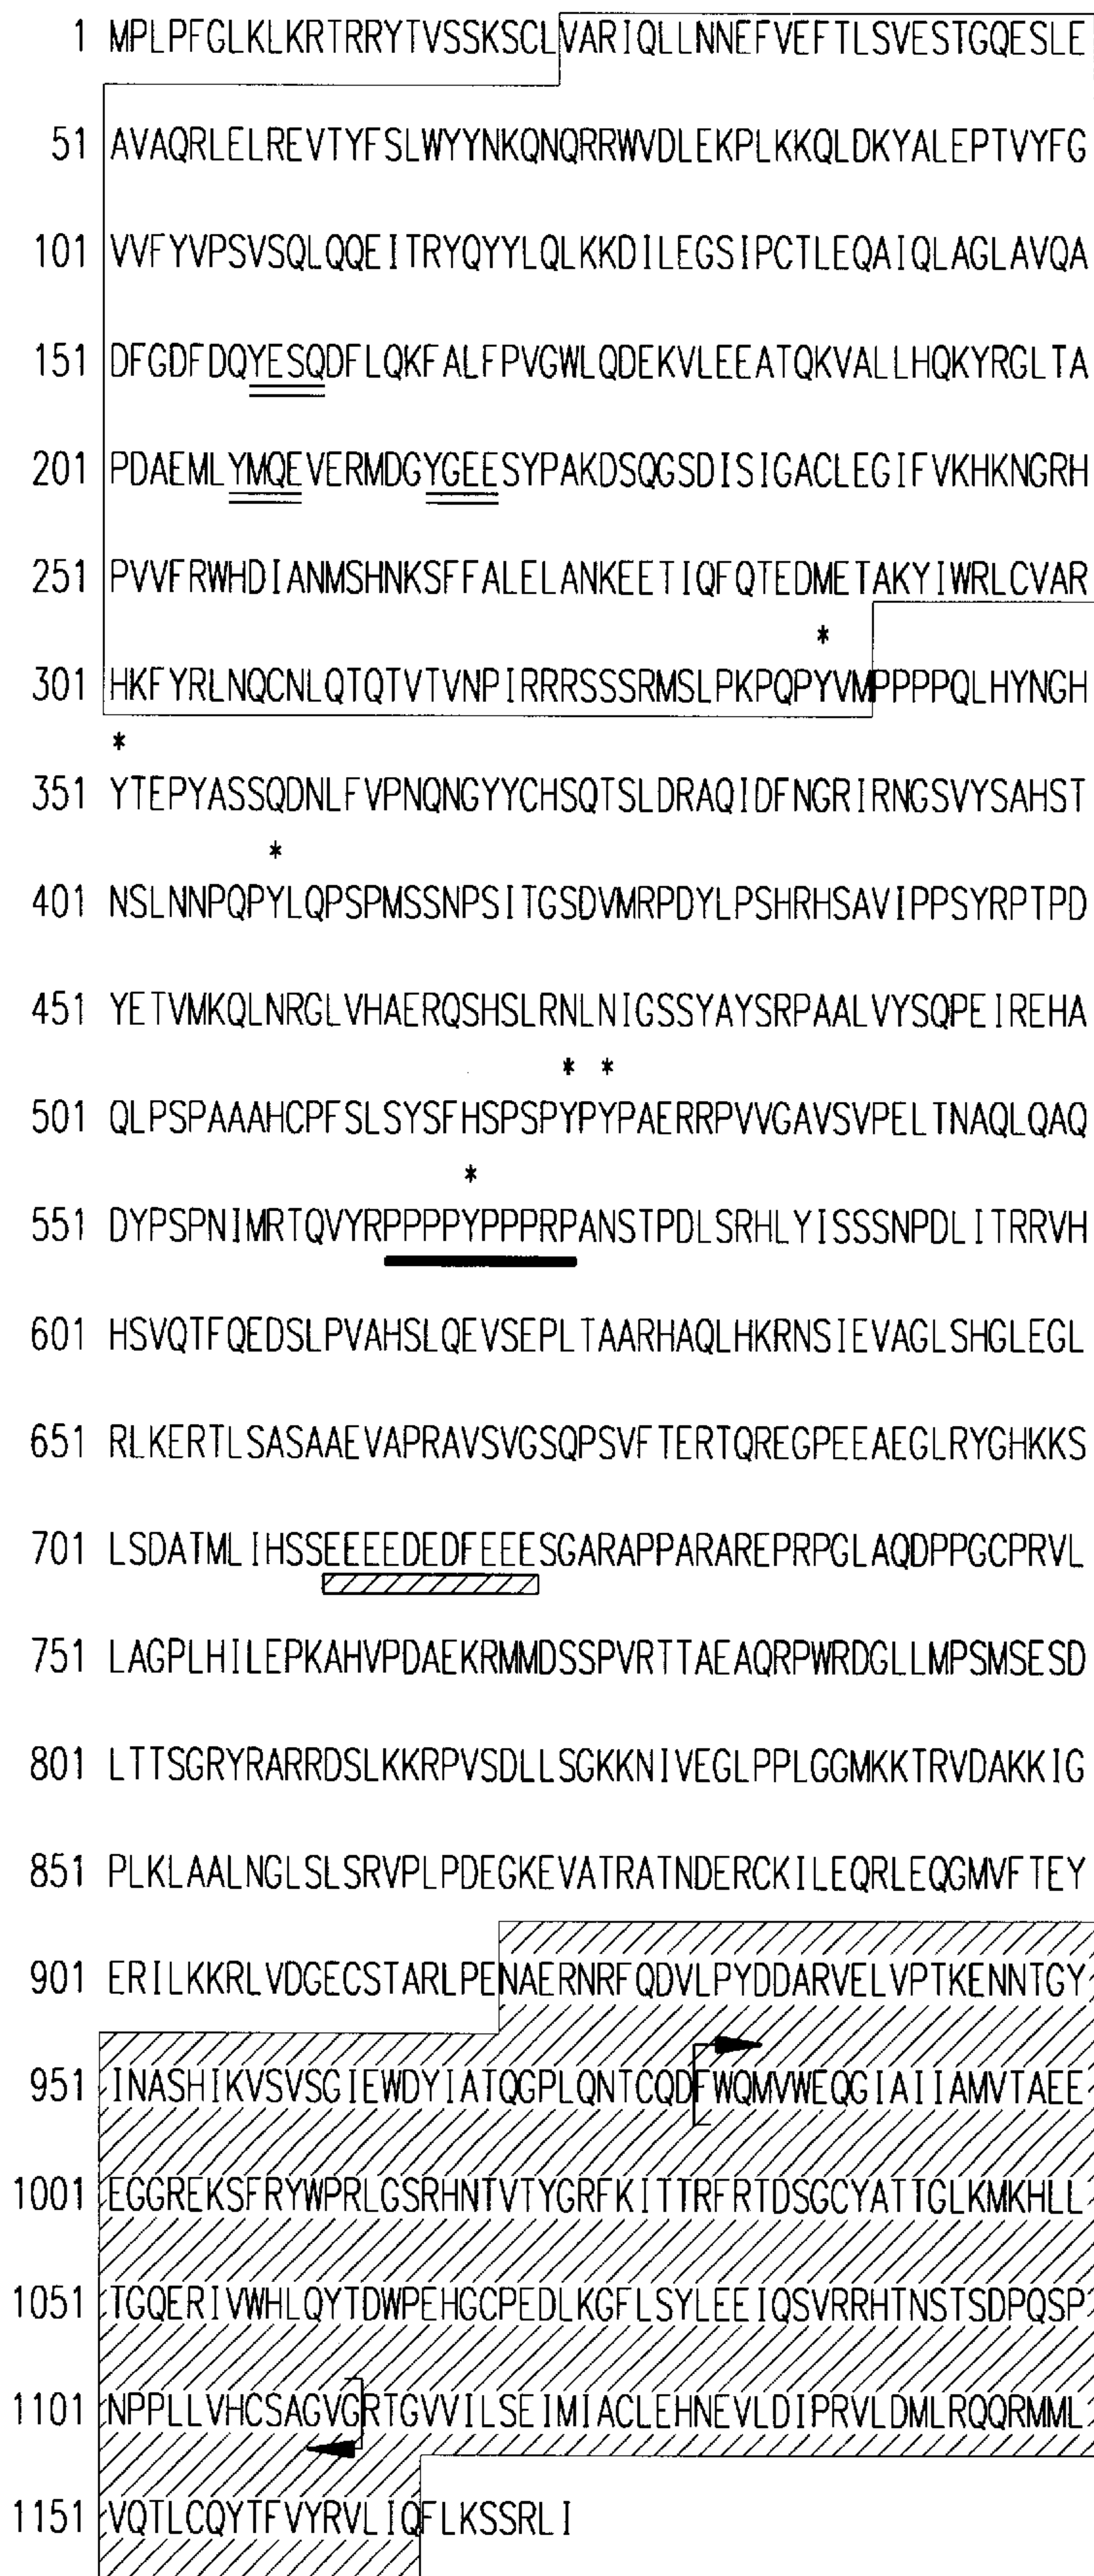 1 MPLPFGLKLKRTRRYTVSSKSCLVARIQLLNNEFVEFTLSVESTGQESLE
51 AVAQRLELREVTYFSLWYYNKQNQRRWVDLEKPLKKQLDKYALEPTVYFG
101 VVFYVPSVSQLQQEITRYQYYLQLKKDILEGSIPCTLEQAIQLAGLAVQA
151 DFGDFDQYESQDFLQKFALFPVGWLQDEKVLEEATQKVALLHQKYRGLTA
201 PDAEMLYMQEVERMDGYGEESYPAKDSQGSDISIGACLEGIFVKHKNGRH
251 PVVFRWHDIANMSHNKSFFALELANKEETIQFQTEDMETAKYIWRLCVAR
*
301 HKFYRLNQCNLQTQTVTVNPIRRRSSSRMSLPKPQPYVMPPPPQLHYNGH
*
351 YTEPYASSQDNLFVPNQNGYYCHSQTSLDRAQIDFNGRIRNGSVYSAHST
*
401 NSLNNPQPYLQPSPMSSNPSITGSDVMRPDYLPSHRHSAVIPPSYRPTPD
451 YETVMKQLNRGLVHAERQSHSLRNLNIGSSYAYSRPAALVYSQPEIREHA
* *
501 QLPSPAAAHCPFSLSYSFHSPSPYPYPAERRPVVGAVSVPELTNAQLQAQ
*
551 DYPSPNIMRTQVYRPPPPYPPPRPANSTPDLSRHLYISSSNPDLITRRVH
601 HSVQTFQEDSLPVAHSLQEVSEPLTAARHAQLHKRNSIEVAGLSHGLEGL
651 RLKERTLSASAAEVAPRAVSVGSQPSVFTERTQREGPEEAEGLRYGHKKS
701 LSDATMLIHSSEEEEDEDFEEESGARAPPARAREPRPGLAQDPPGCPRVL
751 LAGPLHILEPKAHVPDAEKRMMDSSPVRTTAEAQRPWRDGLLMPSMSESD
801 LTTSGRYRARRDSLKKRPVSDLLSGKKNIVEGLPPLGGMKKTRVDAKKIG
851 PLKLAALNGLSLSRVPLPDEGKEVATRATNDERCKILEQRLEQGMVFTEY
901 ERILKKRLVDGECSTARLPENAERNRFQDVLPYDDARVELVPTKENNTGY
951 INASHIKVSVSGIEWDYIATQGPLQNTCQDFWQMVWEQGIAIIAMVTAEE
1001 EGGREKSFRYWPRLGSRHNTVTYGRFKITTRFRTDSGCYATTGLKMKHLL
1051 TGQERIVWHLQYTDWPEHGCPEDLKGFLSYLEEIQSVRRHTNSTSDPQSP
1101 NPPLLVHCSAGVGRTGVVILSEIMIACLEHNEVLDIPRVLDMLRQQRMML
1151 VQTLCQYTFVYRVLIQFLKSSRLI